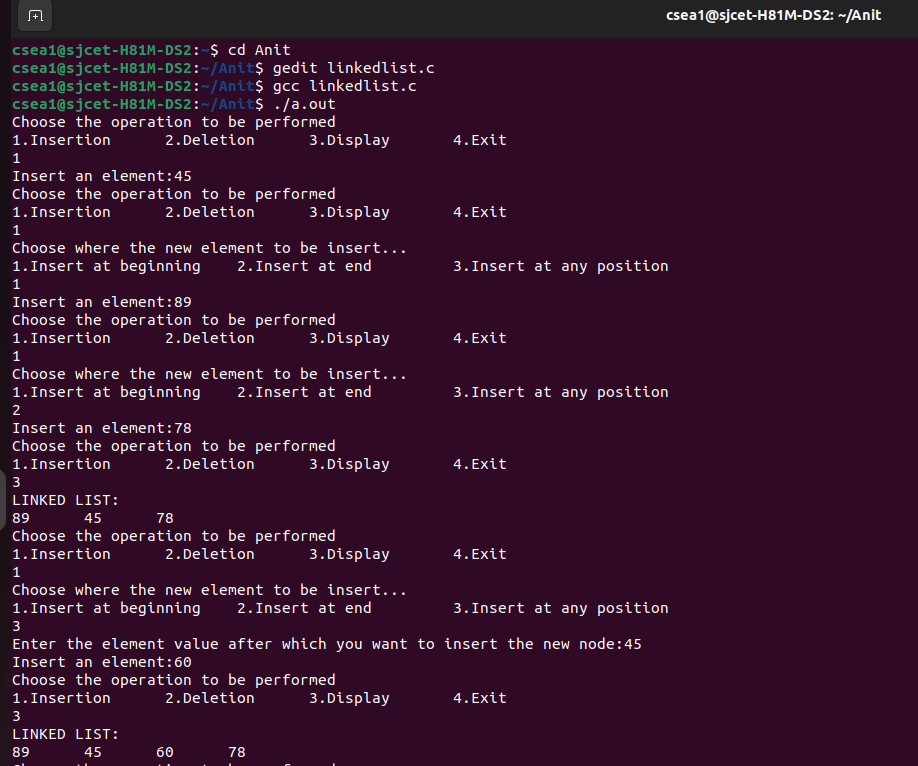 csea1@sjcet-H81M-DS2: ~/Anit
csea1@sjcet-H81M-DS2:~$ cd Anit
csea1@sjcet-H81M-DS2:~/Anit$ gedit linkedlist.c
csea1@sjcet-H81M-DS2:~/Anit$ gcc linkedlist.c
csea1@sjcet-H81M-DS2:~/Anit$ ./a.out
Choose the operation to be performed
1.Insertion      2.Deletion      3.Display       4.Exit
1
Insert an element:45
Choose the operation to be performed
1.Insertion      2.Deletion      3.Display       4.Exit
1
Choose where the new element to be insert...
1.Insert at beginning    2.Insert at end         3.Insert at any position
1
Insert an element:89
Choose the operation to be performed
1.Insertion      2.Deletion      3.Display       4.Exit
1
Choose where the new element to be insert...
1.Insert at beginning    2.Insert at end         3.Insert at any position
2
Insert an element:78
Choose the operation to be performed
1.Insertion      2.Deletion      3.Display       4.Exit
3
LINKED LIST:
89      45      78
Choose the operation to be performed
1.Insertion      2.Deletion      3.Display       4.Exit
1
Choose where the new element to be insert...
1.Insert at beginning    2.Insert at end         3.Insert at any position
3
Enter the element value after which you want to insert the new node:45
Insert an element:60
Choose the operation to be performed
1.Insertion      2.Deletion      3.Display       4.Exit
3
LINKED LIST:
89      45      60      78